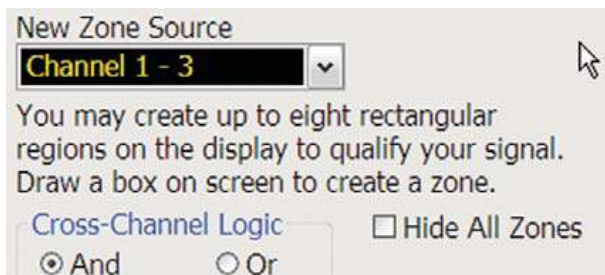 New Zone Source
Channel 1 - 3
You may create up to eight rectangular
regions on the display to qualify your signal.
Draw a box on screen to create a zone.
Cross-Channel Logic
Hide All Zones
And
Or